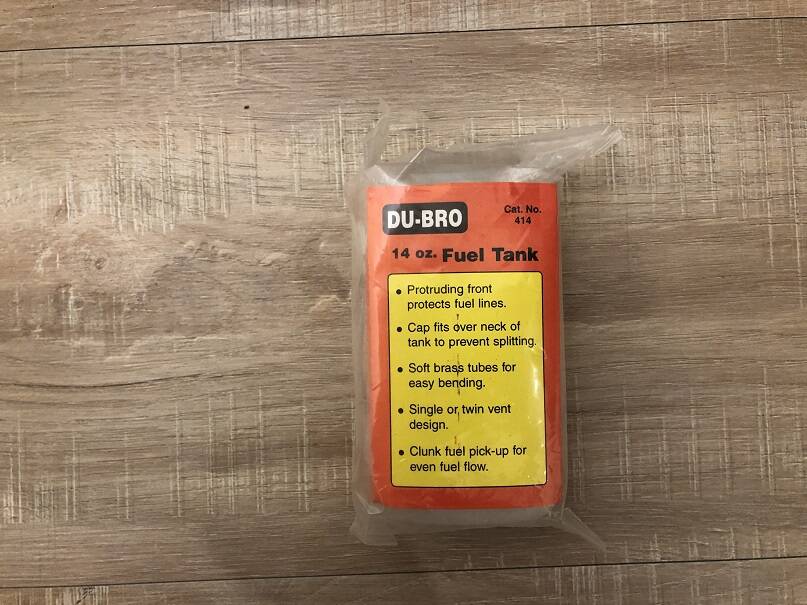 DU-BRO
Cat. No.
414
14 oz. Fuel Tank
• Protruding front
protects fuel lines.
• Cap fits over neck of
tank to prevent splitting.
• Soft brass tubes for
easy bending.
• Single or twin vent
design.
• Clunk fuel pick-up for
even fuel flow.